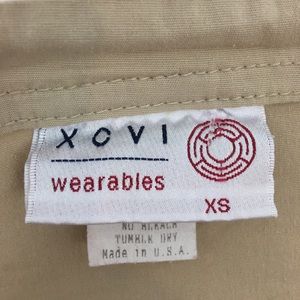 XOVI
wearables
XS
NO BLEACH
TUMBLE DRY
Made in U.S.A.